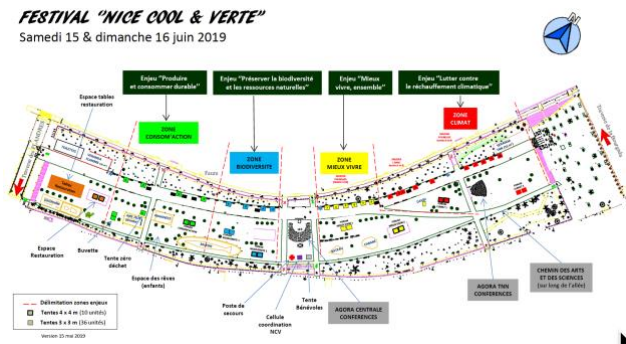 FESTIVAL "NICE COOL & VERTE"
Samedi 15 & dimanche 16 juin 2019
Enjeu "Produire
et consommer durable"
Enjeu "Préserver la biodiversité
et les ressources naturelles"
Enjeu "Mieux
vivre, ensemble"
Enjeu "Lutter contre
le réchauffement climatique"
Espace tables
restauration
ZONE
CONSOM'ACTION
ZONE
BIODIVERSITE
ZONE
MIEUX VIVRE
ZONE
CLIMAT
Espace
Restauration
Buvette
Tente zéro
déchet
Espace des rêves
(enfants)
Poste de
secours
Cellule
coordination
NCV
Tente
Bénévoles
AGORA CENTRALE
CONFERENCES
AGORA TNN
CONFERENCES
CHEMIN DES ARTS
ET DES SCIENCES
(sur long de l'allée)
Délimitation zones enjeux
Tentes 4 x 4 m (10 unités)
Tentes 3 x 3 m (36 unités)
Version 15 mai 2019